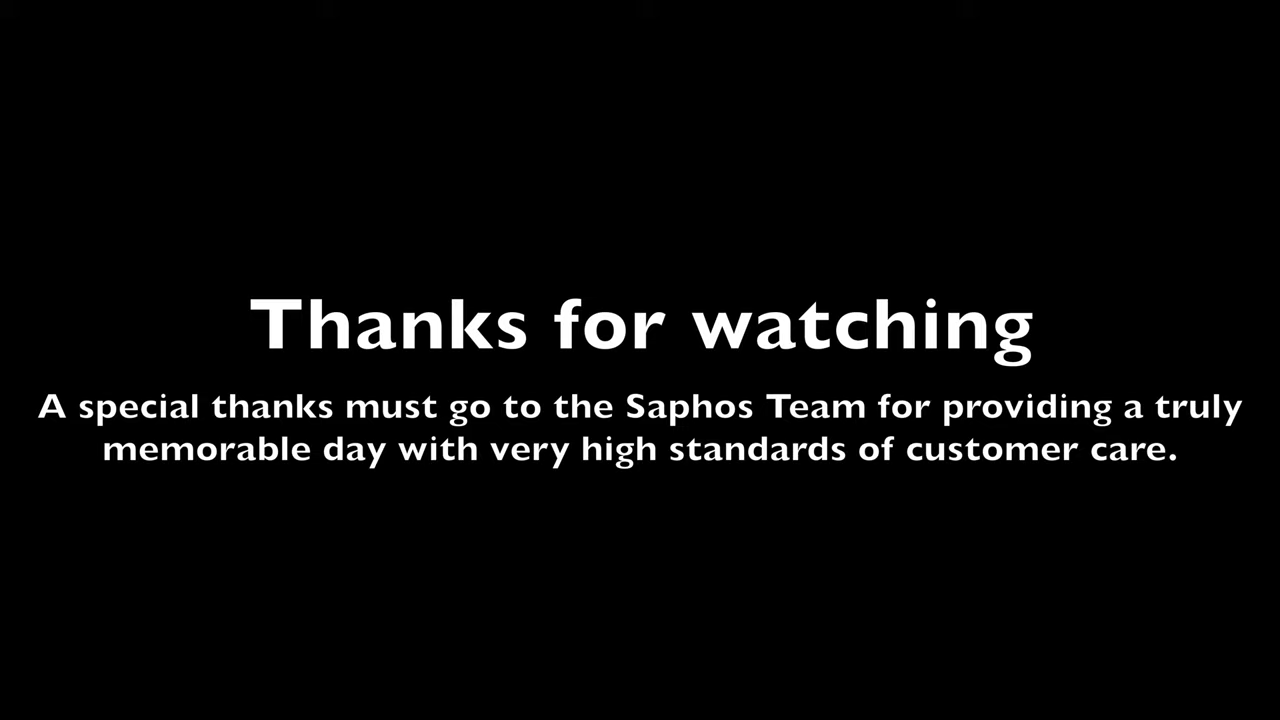 Thanks for watching
A special thanks must go to the Saphos Team for providing a truly
memorable day with very high standards of customer care.